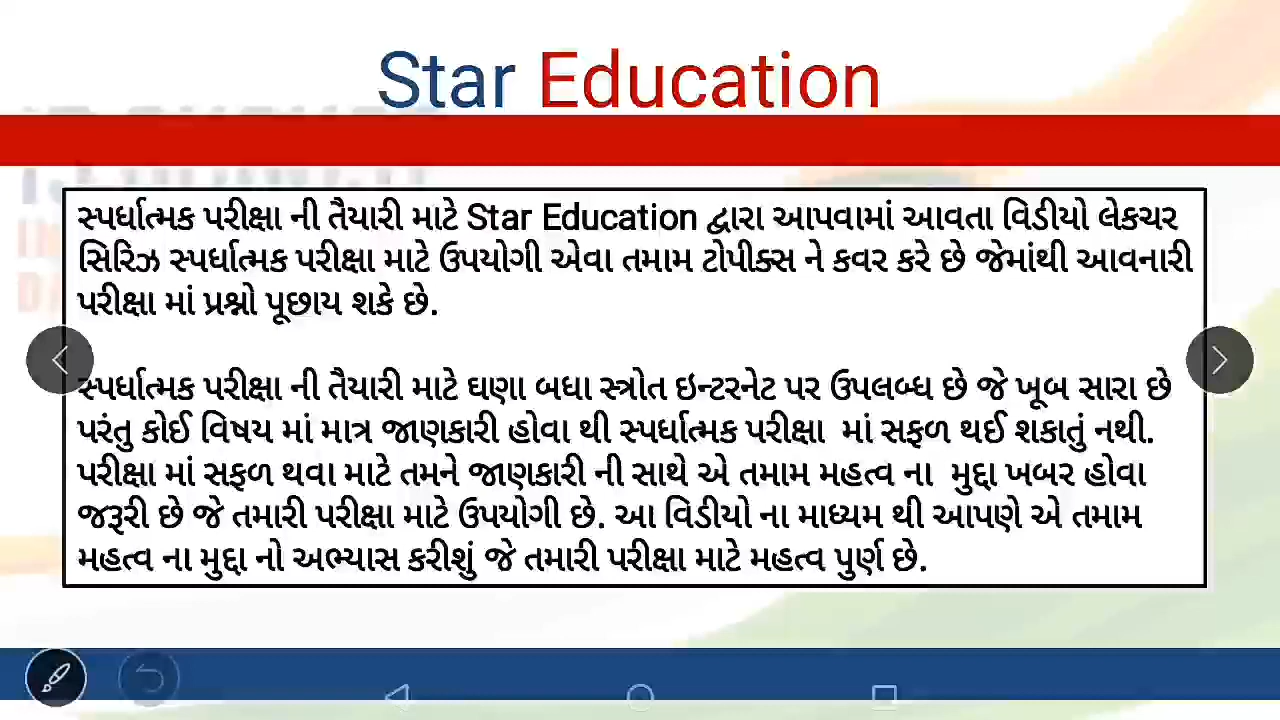 Star Education
સ્પર્ધાત્મક પરીક્ષા ની તૈયારી માટે Star Education દ્વારા આપવામાં આવતા વિડીયો લેકચર
સિરિઝ સ્પર્ધાત્મક પરીક્ષા માટે ઉપયોગી એવા તમામ ટોપીક્સ ને કવર કરે છે જેમાંથી આવનારી
પરીક્ષા માં પ્રશ્નો પૂછાય શકે છે.
સ્પર્ધાત્મક પરીક્ષા ની તૈયારી માટે ઘણા બધા સ્ત્રોત ઇન્ટરનેટ પર ઉપલબ્ધ છે જે ખૂબ સારા છે
પરંતુ કોઈ વિષય માં માત્ર જાણકારી હોવા થી સ્પર્ધાત્મક પરીક્ષા માં સફળ થઈ શકાતું નથી.
પરીક્ષા માં સફળ થવા માટે તમને જાણકારી ની સાથે એ તમામ મહત્વ ના મુદ્દા ખબર હોવા
જરૂરી છે જે તમારી પરીક્ષા માટે ઉપયોગી છે. આ વિડીયો ના માધ્યમ થી આપણે એ તમામ
મહત્વ ના મુદ્દા નો અભ્યાસ કરીશું જે તમારી પરીક્ષા માટે મહત્વ પુર્ણ છે.